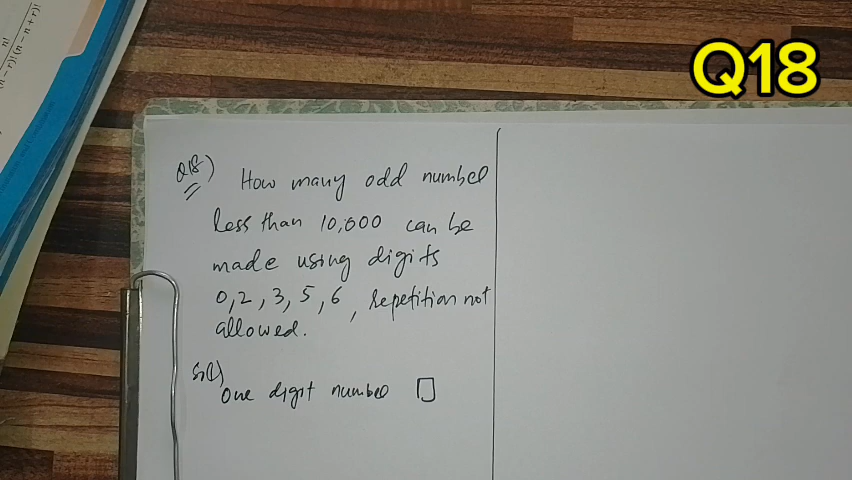 n!
(n-r)!(n-n+r)!
Q18
Q18) How many odd number
less than 10,000 can be
made using digits
0,2,3,5,6, repetition not
allowed.
Sol)
One digit number